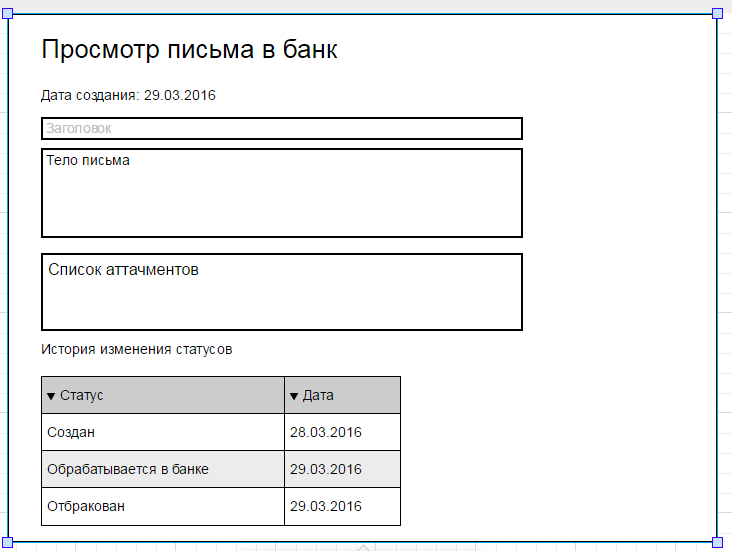 Просмотр письма в банк
Дата создания: 29.03.2016
Заголовок
Тело письма
Список аттачментов
История изменения статусов
Статус Дата
Создан 28.03.2016
Обрабатывается в банке 29.03.2016
Отбракован 29.03.2016